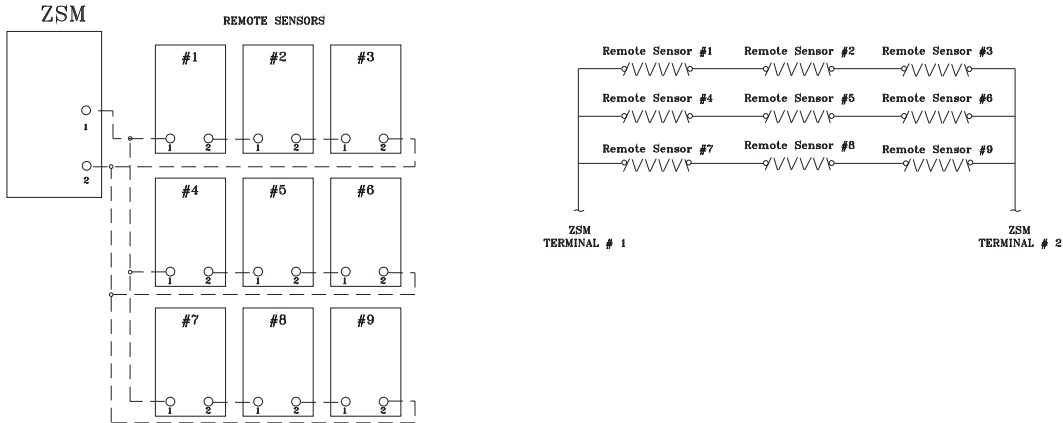 ZSM
REMOTE SENSORS
#1 #2 #3
1
2
1 2 1 2 1 2
#4 #5 #6
1 2 1 2 1 2
#7 #8 #9
1 2 1 2 1 2
Remote Sensor #1 Remote Sensor #2 Remote Sensor #3
Remote Sensor #4 Remote Sensor #5 Remote Sensor #6
Remote Sensor #7 Remote Sensor #8 Remote Sensor #9
ZSM
TERMINAL # 1
ZSM
TERMINAL # 2